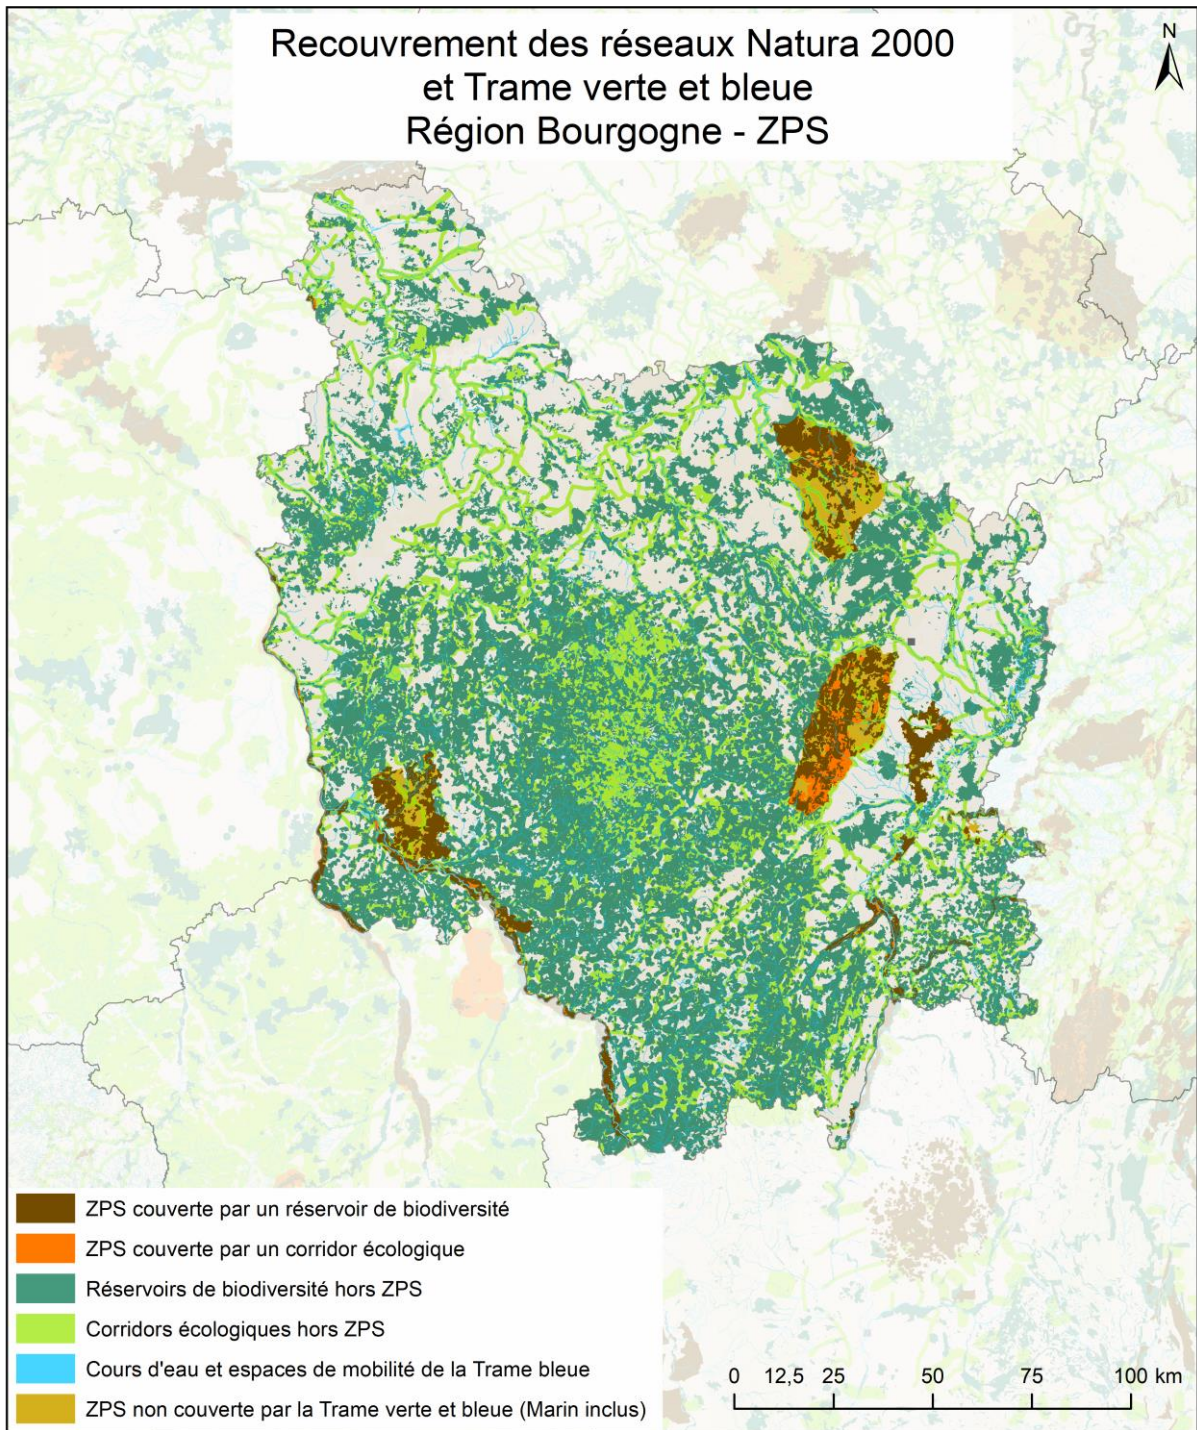 Recouvrement des réseaux Natura 2000
et Trame verte et bleue
Région Bourgogne - ZPS
N
ZPS couverte par un réservoir de biodiversité
ZPS couverte par un corridor écologique
Réservoirs de biodiversité hors ZPS
Corridors écologiques hors ZPS
Cours d'eau et espaces de mobilité de la Trame bleue
ZPS non couverte par la Trame verte et bleue (Marin inclus)
0 12,5 25 50 75 100 km